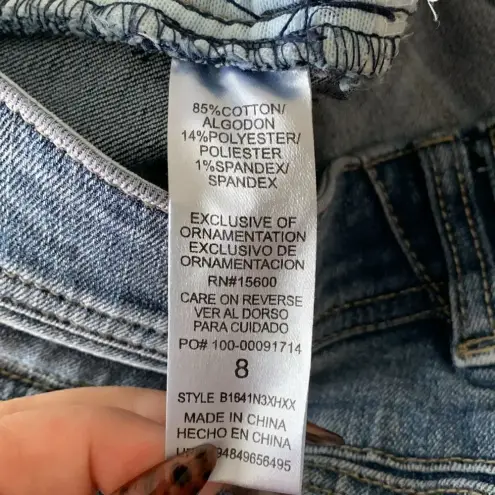 85%COTTON/
ALGODON
14%POLYESTER/
POLIESTER
1%SPANDEX/
SPANDEX
EXCLUSIVE OF
ORNAMENTATION
EXCLUSIVO DE
ORNAMENTACION
RN#15600
CARE ON REVERSE
VER AL DORSO
PARA CUIDADO
PO# 100-00091714
8
STYLE B1641N3XHXX
MADE IN CHINA
HECHO EN CHINA
94849656495